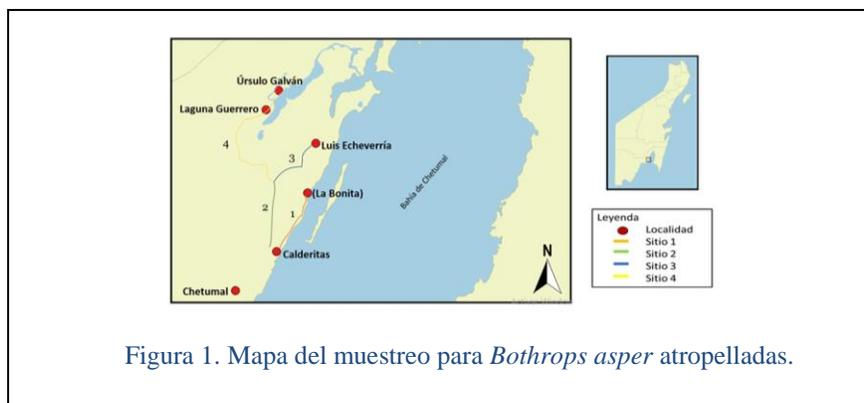 Úrsulo Galván
Laguna Guerrero
4
3
Luis Echeverría
(La Bonita)
2
1
Bahía de Chetumal
Calderitas
Chetumal
N
Leyenda
Localidad
Sitio 1
Sitio 2
Sitio 3
Sitio 4
Figura 1. Mapa del muestreo para Bothrops asper atropelladas.